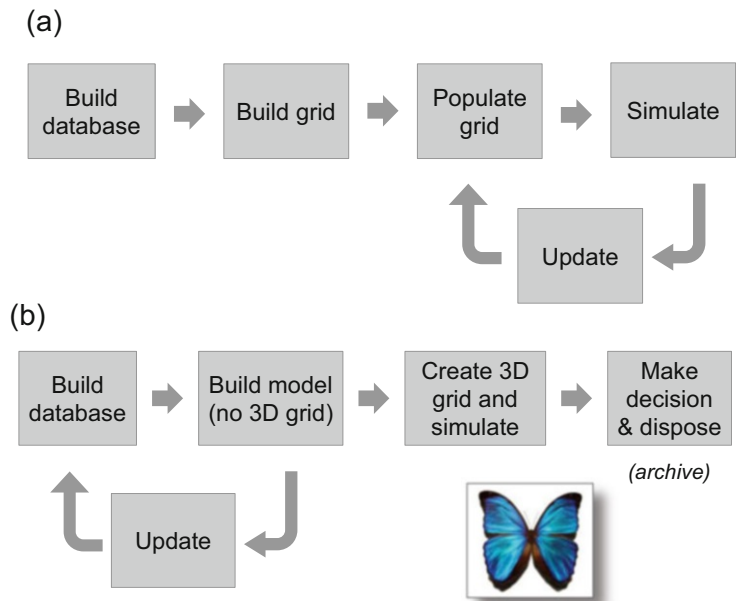 (a)
Build
database
Build grid
Populate
grid
Simulate
Update
(b)
Build
database
Build model
(no 3D grid)
Create 3D
grid and
simulate
Make
decision
& dispose
(archive)
Update